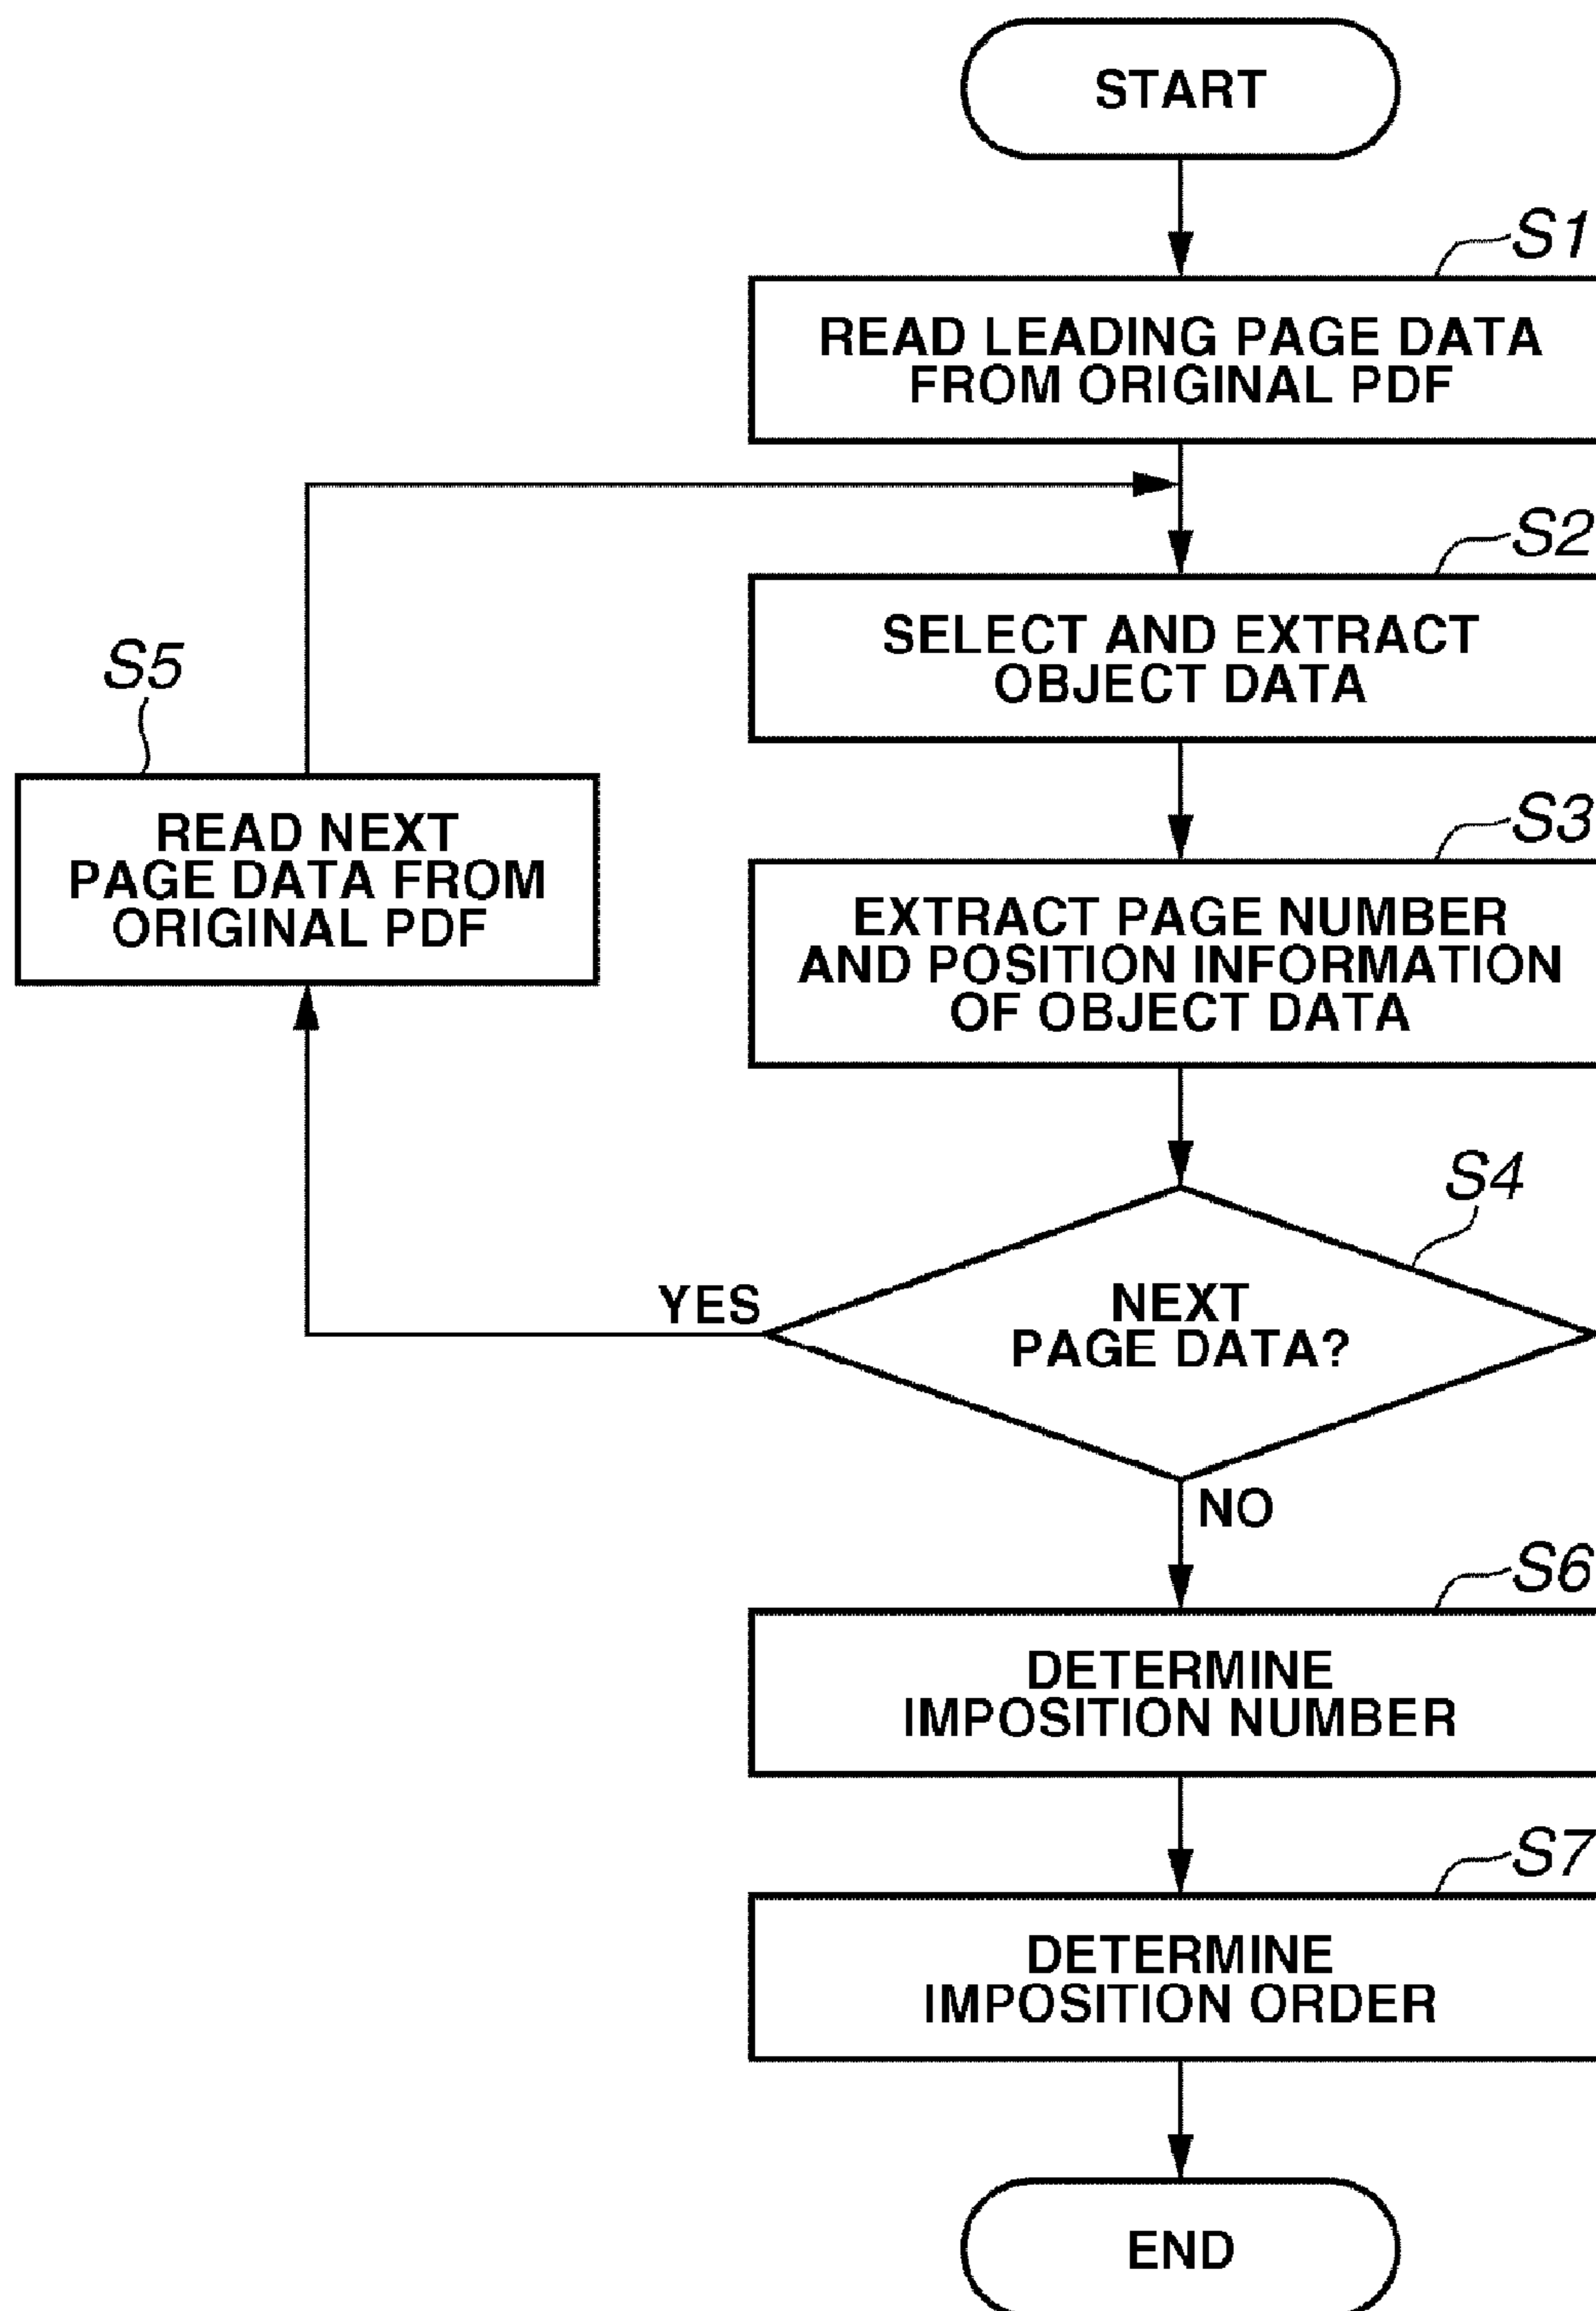 START
S1
READ LEADING PAGE DATA
FROM ORIGINAL PDF
S2
SELECT AND EXTRACT
OBJECT DATA
S5
READ NEXT
PAGE DATA FROM
ORIGINAL PDF
S3
EXTRACT PAGE NUMBER
AND POSITION INFORMATION
OF OBJECT DATA
S4
NEXT
PAGE DATA?
YES
NO
S6
DETERMINE
IMPOSITION NUMBER
S7
DETERMINE
IMPOSITION ORDER
END